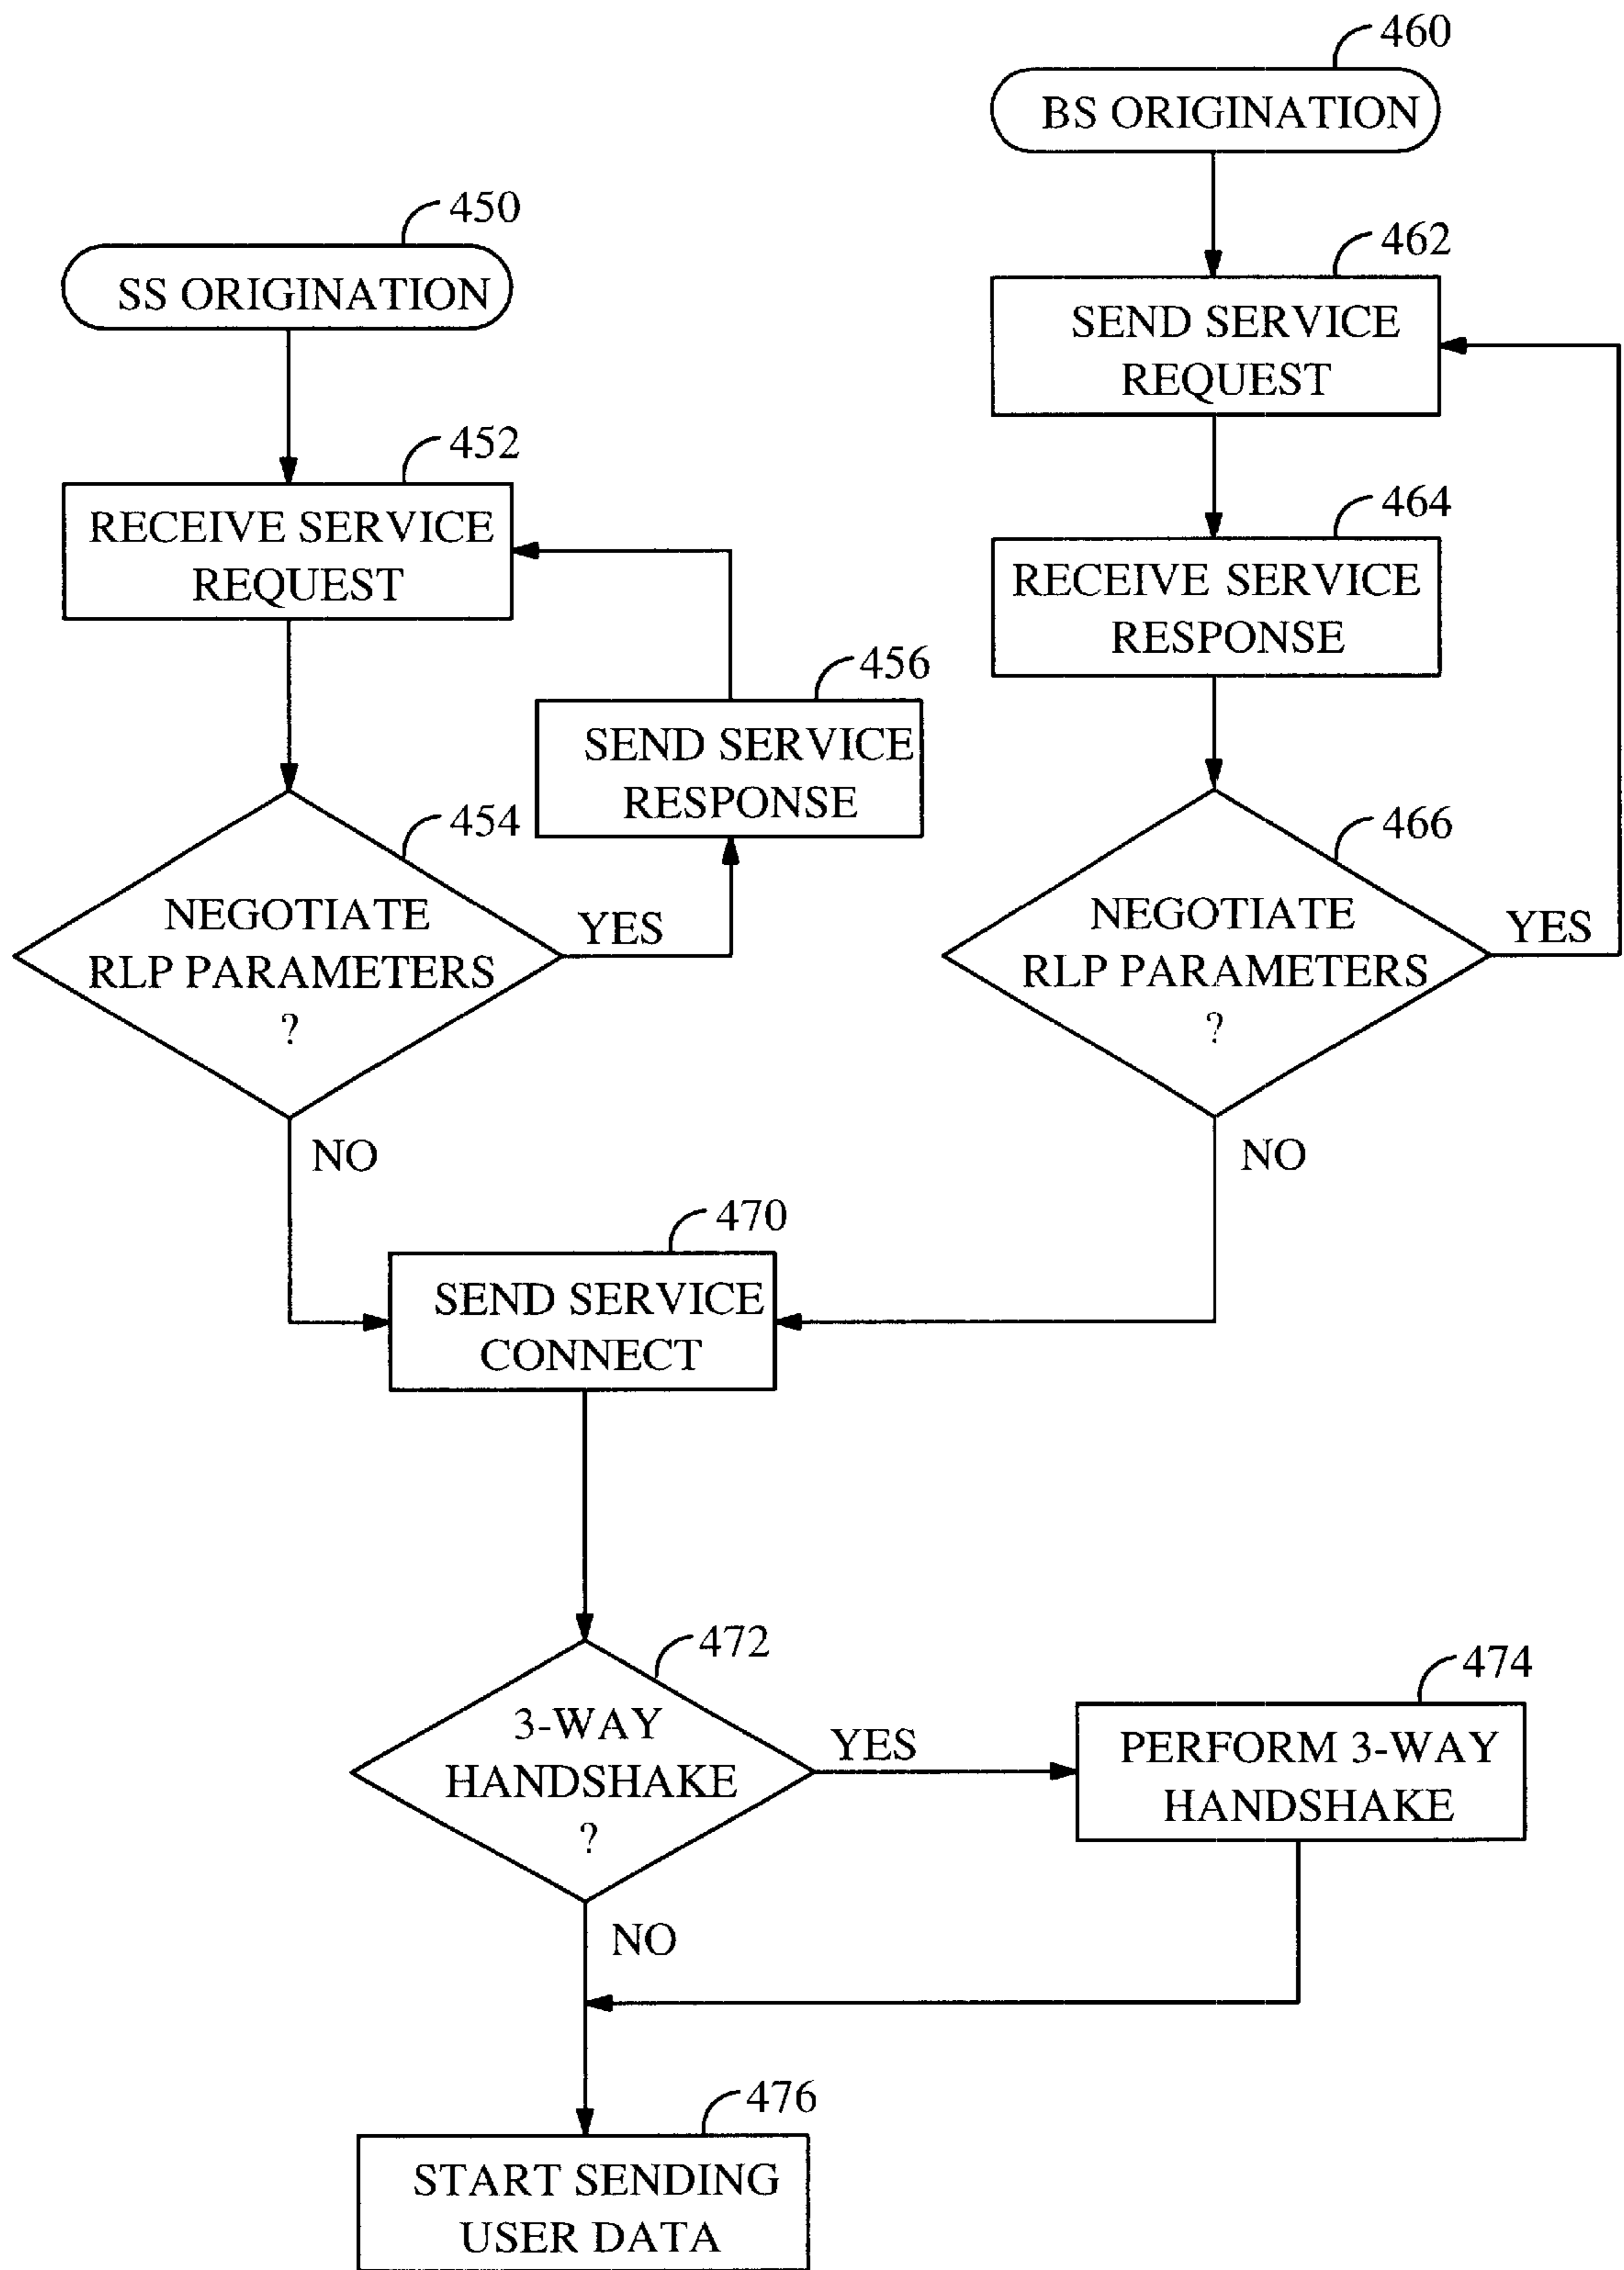 460
BS ORIGINATION
450
SS ORIGINATION
462
SEND SERVICE
REQUEST
452
RECEIVE SERVICE
REQUEST
464
RECEIVE SERVICE
RESPONSE
456
SEND SERVICE
RESPONSE
454
NEGOTIATE
RLP PARAMETERS
?
YES
NO
466
NEGOTIATE
RLP PARAMETERS
?
YES
NO
470
SEND SERVICE
CONNECT
472
3-WAY
HANDSHAKE
?
YES
NO
474
PERFORM 3-WAY
HANDSHAKE
476
START SENDING
USER DATA